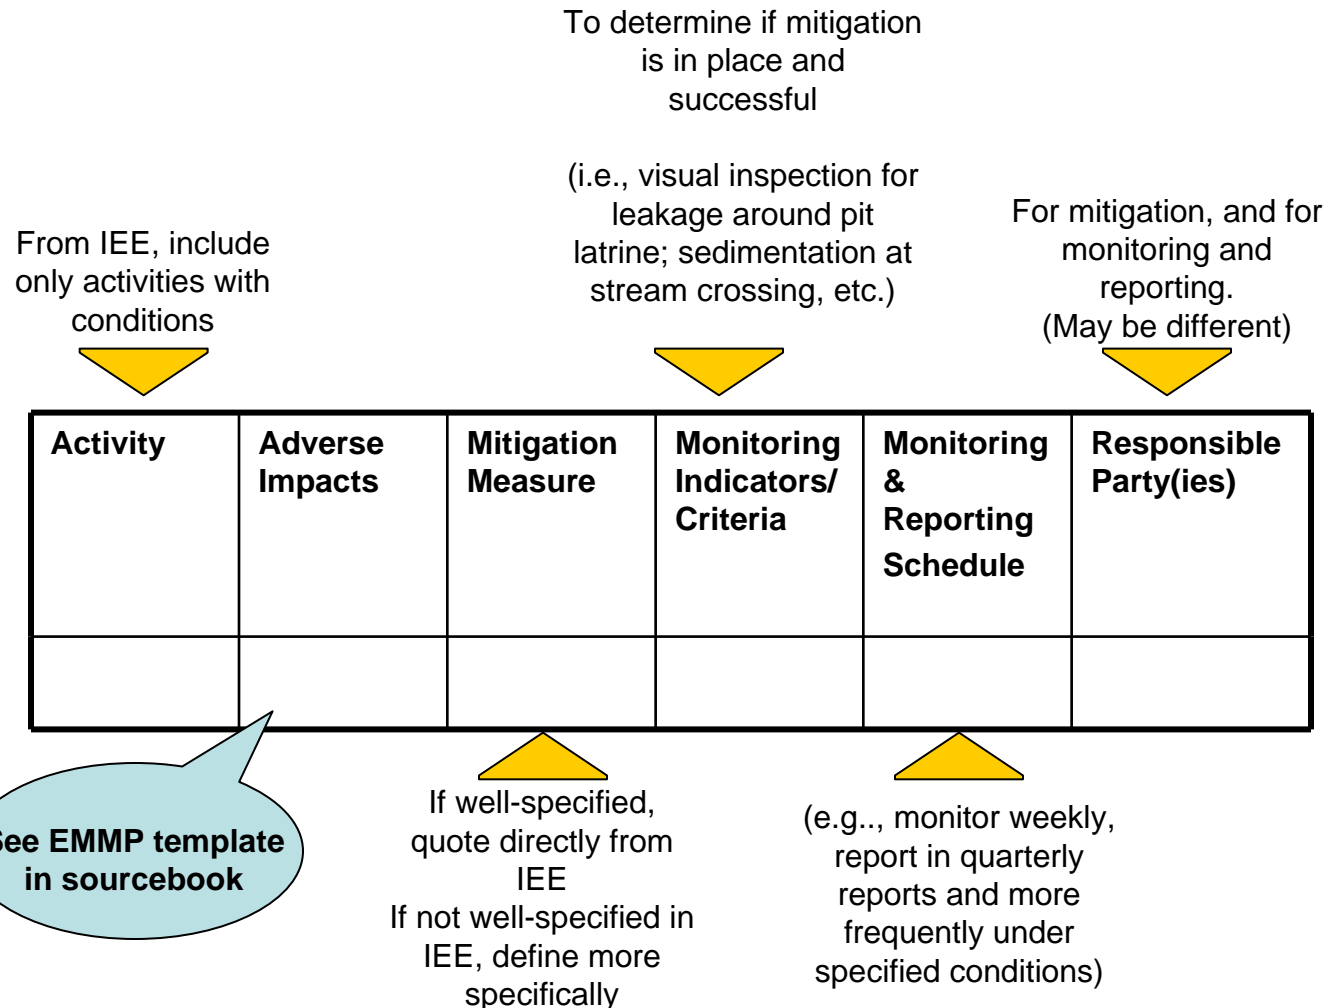 To determine if mitigation
is in place and
successful
(i.e., visual inspection for
leakage around pit
latrine; sedimentation at
stream crossing, etc.)
For mitigation, and for
monitoring and
reporting.
(May be different)
From IEE, include
only activities with
conditions
Activity
Adverse
Impacts
Mitigation
Measure
Monitoring
Indicators/
Criteria
Monitoring
&
Reporting
Schedule
Responsible
Party(ies)
See EMMP template
in sourcebook
If well-specified,
quote directly from
IEE
If not well-specified in
IEE, define more
specifically
(e.g.., monitor weekly,
report in quarterly
reports and more
frequently under
specified conditions)